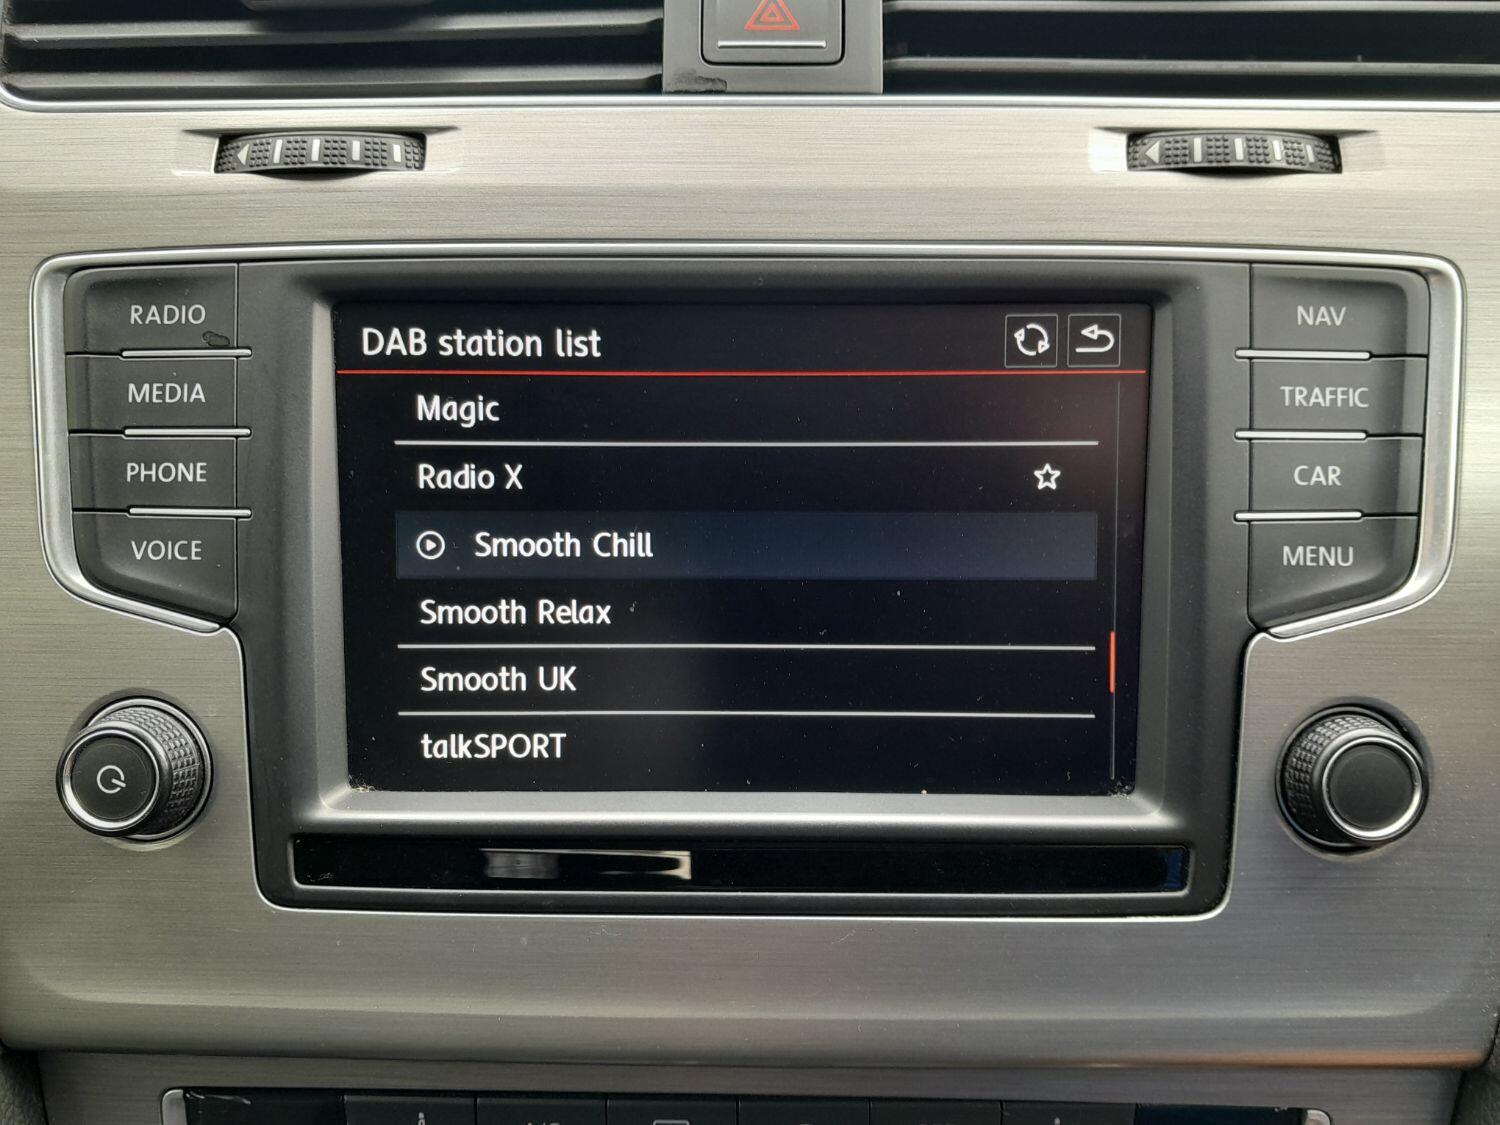 RADIO
MEDIA
PHONE
VOICE
DAB station list
Magic
Radio X
Smooth Chill
Smooth Relax
Smooth UK
talkSPORT
NAV
TRAFFIC
CAR
MENU